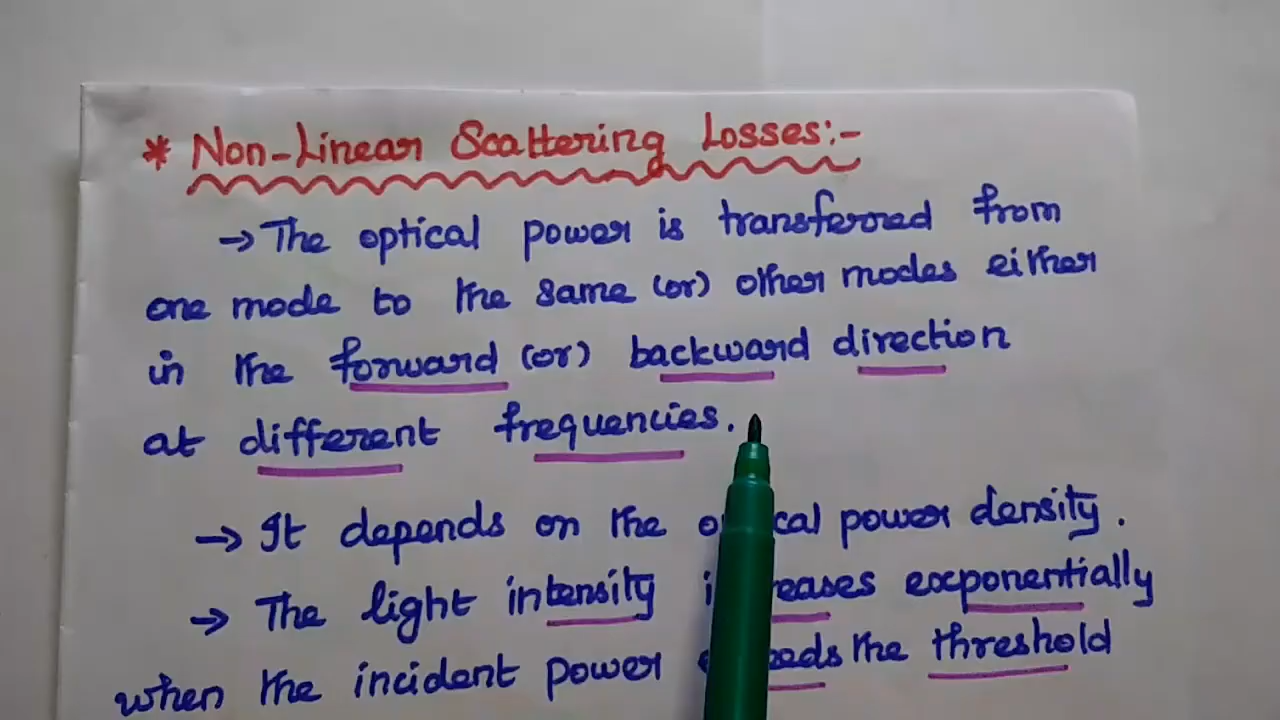 * Non-Linear Scattering Losses:-
→ The optical power is transferred from
one mode to the same (or) other modes either
in the forward (or) backward direction
at different frequencies.
→ It depends on the power density.
→ The light intensity exponentially
when the incident power the threshold